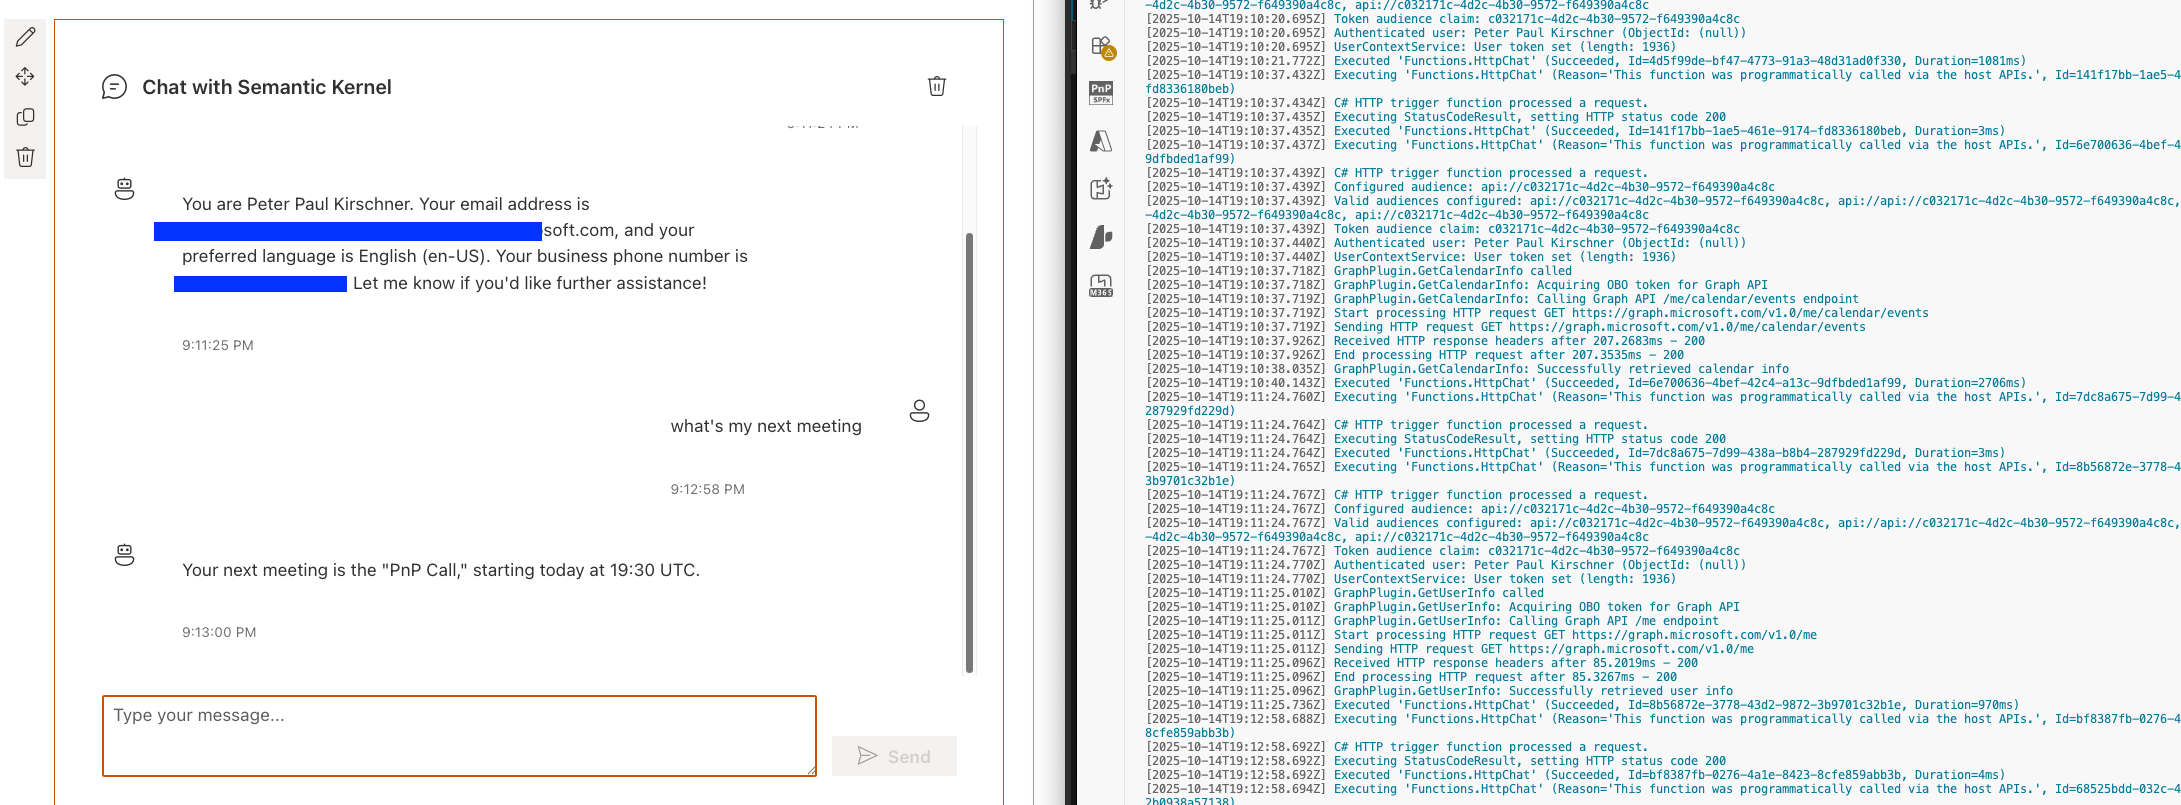 Chat with Semantic Kernel
You are Peter Paul Kirschner. Your email address is
soft.com, and your
preferred language is English (en-US). Your business phone number is
Let me know if you'd like further assistance!
9:11:25 PM
what's my next meeting
9:12:58 PM
Your next meeting is the "PnP Call," starting today at 19:30 UTC.
9:13:00 PM
Type your message...
Send
PnP
SPFx
M365
-4d2c-4b30-9572-f649390a4c8c, api://c032171c-4d2c-4b30-9572-f649390a4c8c
[2025-10-14T19:10:20.695Z] Token audience claim: c032171c-4d2c-4b30-9572-f649390a4c8c
[2025-10-14T19:10:20.695Z] Authenticated user: Peter Paul Kirschner (ObjectId: (null))
[2025-10-14T19:10:20.695Z] UserContextService: User token set (length: 1936)
[2025-10-14T19:10:21.772Z] Executed 'Functions.HttpChat' (Succeeded, Id=4d5f99de-bf47-4773-91a3-48d31ad0f330, Duration=1081ms)
[2025-10-14T19:10:37.432Z] Executing 'Functions.HttpChat' (Reason='This function was programmatically called via the host APIs.', Id=141f17bb-1ae5-4
fd8336180beb)
[2025-10-14T19:10:37.434Z] C# HTTP trigger function processed a request.
[2025-10-14T19:10:37.435Z] Executing StatusCodeResult, setting HTTP status code 200
[2025-10-14T19:10:37.435Z] Executed 'Functions.HttpChat' (Succeeded, Id=141f17bb-1ae5-461e-9174-fd8336180beb, Duration=3ms)
[2025-10-14T19:10:37.437Z] Executing 'Functions.HttpChat' (Reason='This function was programmatically called via the host APIs.', Id=6e700636-4bef-4
9dfbded1af99)
[2025-10-14T19:10:37.439Z] C# HTTP trigger function processed a request.
[2025-10-14T19:10:37.439Z] Configured audience: api://c032171c-4d2c-4b30-9572-f649390a4c8c
[2025-10-14T19:10:37.439Z] Valid audiences configured: api://c032171c-4d2c-4b30-9572-f649390a4c8c, api://api://c032171c-4d2c-4b30-9572-f649390a4c8c,
-4d2c-4b30-9572-f649390a4c8c, api://c032171c-4d2c-4b30-9572-f649390a4c8c
[2025-10-14T19:10:37.439Z] Token audience claim: c032171c-4d2c-4b30-9572-f649390a4c8c
[2025-10-14T19:10:37.440Z] Authenticated user: Peter Paul Kirschner (ObjectId: (null))
[2025-10-14T19:10:37.440Z] UserContextService: User token set (length: 1936)
[2025-10-14T19:10:37.718Z] GraphPlugin.GetCalendarInfo called
[2025-10-14T19:10:37.718Z] GraphPlugin.GetCalendarInfo: Acquiring OBO token for Graph API
[2025-10-14T19:10:37.719Z] GraphPlugin.GetCalendarInfo: Calling Graph API /me/calendar/events endpoint
[2025-10-14T19:10:37.719Z] Start processing HTTP request GET https://graph.microsoft.com/v1.0/me/calendar/events
[2025-10-14T19:10:37.719Z] Sending HTTP request GET https://graph.microsoft.com/v1.0/me/calendar/events
[2025-10-14T19:10:37.926Z] Received HTTP response headers after 207.2683ms - 200
[2025-10-14T19:10:37.926Z] End processing HTTP request after 207.3535ms - 200
[2025-10-14T19:10:38.035Z] GraphPlugin.GetCalendarInfo: Successfully retrieved calendar info
[2025-10-14T19:10:40.143Z] Executed 'Functions.HttpChat' (Succeeded, Id=6e700636-4bef-42c4-a13c-9dfbded1af99, Duration=2706ms)
[2025-10-14T19:11:24.760Z] Executing 'Functions.HttpChat' (Reason='This function was programmatically called via the host APIs.', Id=7dc8a675-7d99-4
287929fd229d)
[2025-10-14T19:11:24.764Z] C# HTTP trigger function processed a request.
[2025-10-14T19:11:24.764Z] Executing StatusCodeResult, setting HTTP status code 200
[2025-10-14T19:11:24.764Z] Executed 'Functions.HttpChat' (Succeeded, Id=7dc8a675-7d99-438a-b8b4-287929fd229d, Duration=3ms)
[2025-10-14T19:11:24.765Z] Executing 'Functions.HttpChat' (Reason='This function was programmatically called via the host APIs.', Id=8b56872e-3778-4
3b9701c32b1e)
[2025-10-14T19:11:24.767Z] C# HTTP trigger function processed a request.
[2025-10-14T19:11:24.767Z] Configured audience: api://c032171c-4d2c-4b30-9572-f649390a4c8c
[2025-10-14T19:11:24.767Z] Valid audiences configured: api://c032171c-4d2c-4b30-9572-f649390a4c8c, api://api://c032171c-4d2c-4b30-9572-f649390a4c8c,
-4d2c-4b30-9572-f649390a4c8c, api://c032171c-4d2c-4b30-9572-f649390a4c8c
[2025-10-14T19:11:24.767Z] Token audience claim: c032171c-4d2c-4b30-9572-f649390a4c8c
[2025-10-14T19:11:24.770Z] Authenticated user: Peter Paul Kirschner (ObjectId: (null))
[2025-10-14T19:11:24.770Z] UserContextService: User token set (length: 1936)
[2025-10-14T19:11:25.010Z] GraphPlugin.GetUserInfo called
[2025-10-14T19:11:25.010Z] GraphPlugin.GetUserInfo: Acquiring OBO token for Graph API
[2025-10-14T19:11:25.011Z] GraphPlugin.GetUserInfo: Calling Graph API /me endpoint
[2025-10-14T19:11:25.011Z] Start processing HTTP request GET https://graph.microsoft.com/v1.0/me
[2025-10-14T19:11:25.011Z] Sending HTTP request GET https://graph.microsoft.com/v1.0/me
[2025-10-14T19:11:25.096Z] Received HTTP response headers after 85.2019ms - 200
[2025-10-14T19:11:25.096Z] End processing HTTP request after 85.3267ms - 200
[2025-10-14T19:11:25.096Z] GraphPlugin.GetUserInfo: Successfully retrieved user info
[2025-10-14T19:11:25.736Z] Executed 'Functions.HttpChat' (Succeeded, Id=8b56872e-3778-43d2-9872-3b9701c32b1e, Duration=970ms)
[2025-10-14T19:12:58.688Z] Executing 'Functions.HttpChat' (Reason='This function was programmatically called via the host APIs.', Id=bf8387fb-0276-4
8cfe859abb3b)
[2025-10-14T19:12:58.692Z] C# HTTP trigger function processed a request.
[2025-10-14T19:12:58.692Z] Executing StatusCodeResult, setting HTTP status code 200
[2025-10-14T19:12:58.692Z] Executed 'Functions.HttpChat' (Succeeded, Id=bf8387fb-0276-4a1e-8423-8cfe859abb3b, Duration=4ms)
[2025-10-14T19:12:58.694Z] Executing 'Functions.HttpChat' (Reason='This function was programmatically called via the host APIs.', Id=68525bdd-032c-4
2b0938a57138)